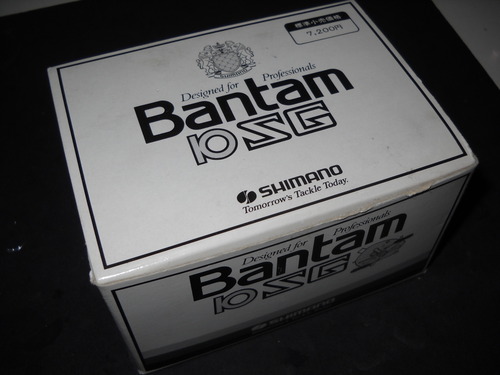 標準小売価格
7,200円
Designed for Professionals
Bantam
10SG
SHIMANO
Tomorrow's Tackle Today.
Designed for Professionals
Bantam
10SG
SHIMANO